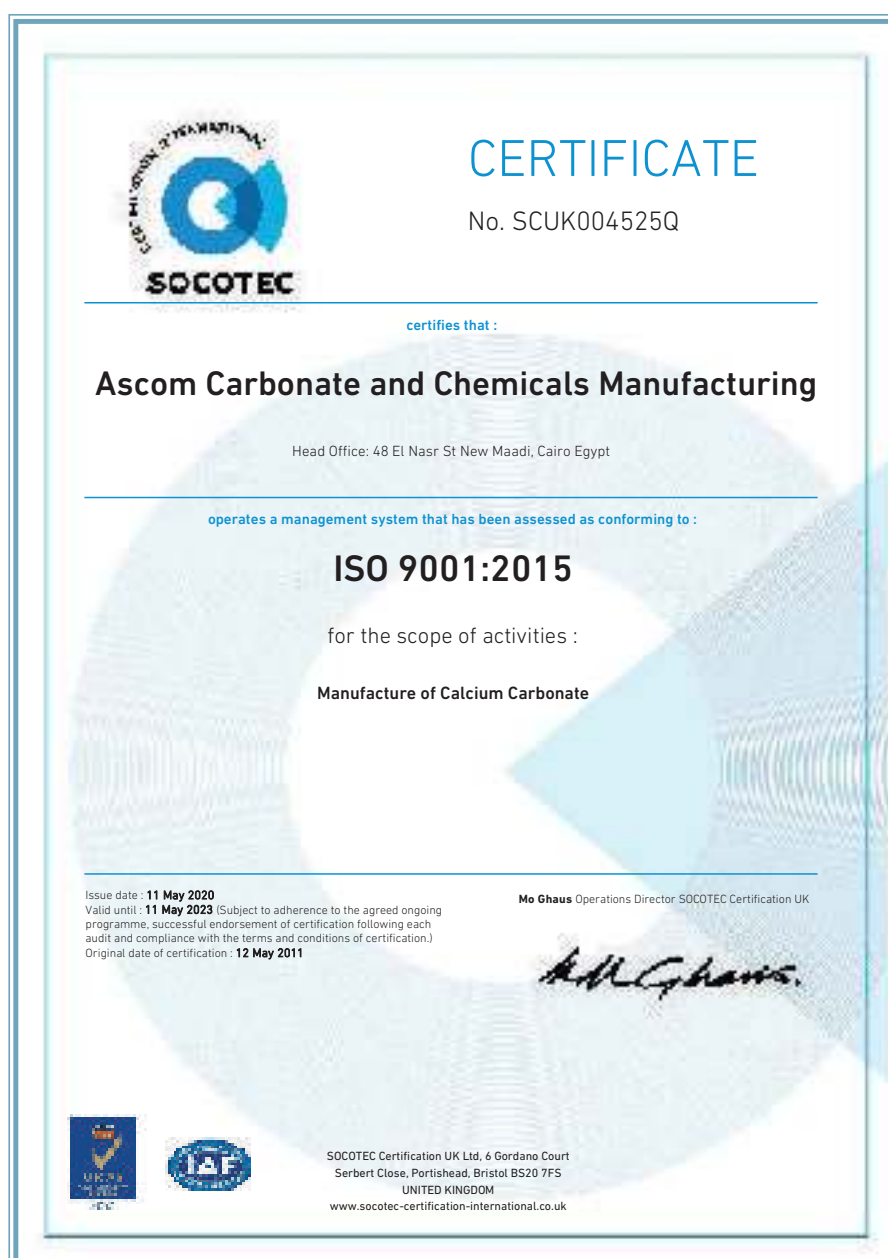 CERTIFICATION INTERNATIONAL
SOCOTEC
CERTIFICATE
No. SCUK004525Q
certifies that :
Ascom Carbonate and Chemicals Manufacturing
Head Office: 48 El Nasr St New Maadi, Cairo Egypt
operates a management system that has been assessed as conforming to :
ISO 9001:2015
for the scope of activities :
Manufacture of Calcium Carbonate
Issue date : 11 May 2020
Valid until : 11 May 2023 (Subject to adherence to the agreed ongoing
programme, successful endorsement of certification following each
audit and compliance with the terms and conditions of certification.)
Original date of certification : 12 May 2011
Mo Ghaus Operations Director SOCOTEC Certification UK
UKAS
IAF
SOCOTEC Certification UK Ltd, 6 Gordano Court
Serbert Close, Portishead, Bristol BS20 7FS
UNITED KINGDOM
www.socotec-certification-international.co.uk